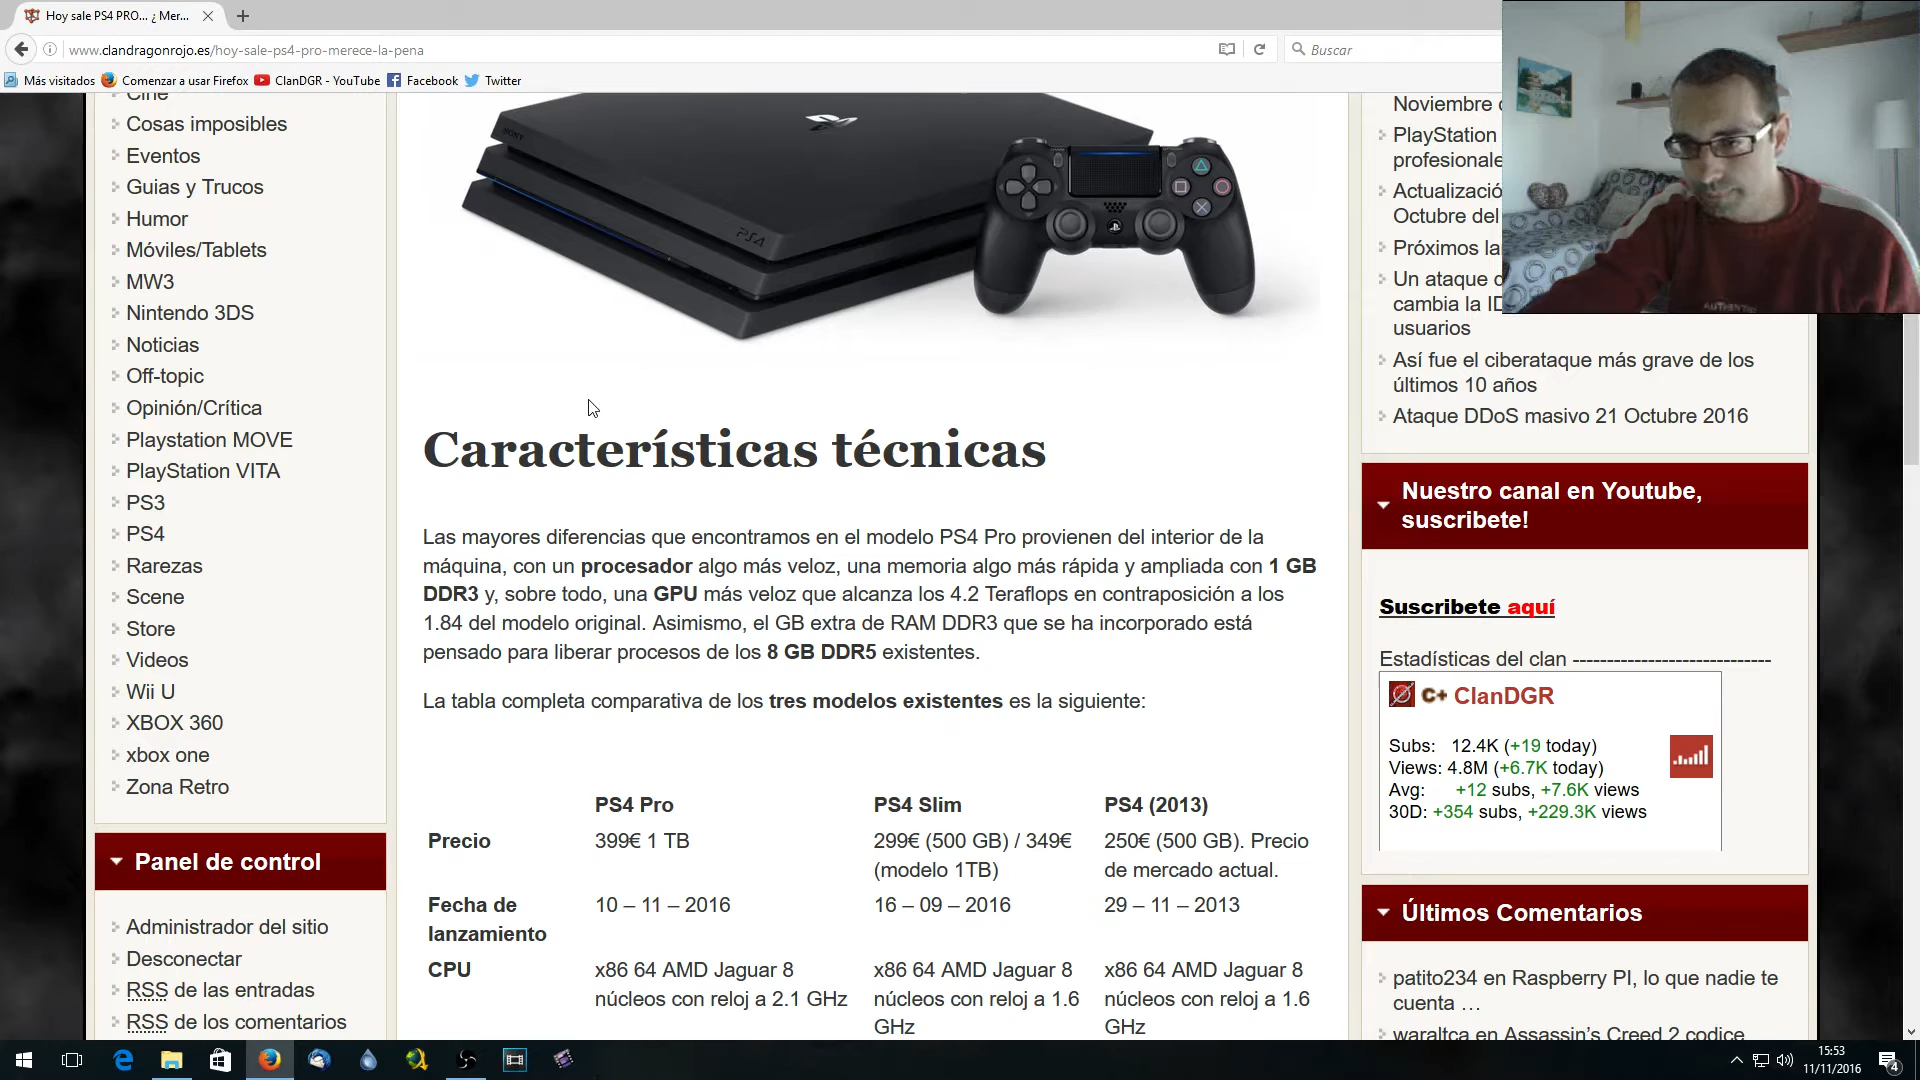 Hoy sale PS4 PRO... ¿ Mer...
www.clandragonrojo.es/hoy-sale-ps4-pro-merece-la-pena
Buscar
Más visitados
Comenzar a usar Firefox
ClanDGR - YouTube
Facebook
Twitter
Cine
Cosas imposibles
Eventos
Guias y Trucos
Humor
Móviles/Tablets
MW3
Nintendo 3DS
Noticias
Off-topic
Opinión/Crítica
Playstation MOVE
PlayStation VITA
PS3
PS4
Rarezas
Scene
Store
Videos
Wii U
XBOX 360
xbox one
Zona Retro
Panel de control
Administrador del sitio
Desconectar
RSS de las entradas
RSS de los comentarios
SONY
PS4
Características técnicas
Las mayores diferencias que encontramos en el modelo PS4 Pro provienen del interior de la
máquina, con un procesador algo más veloz, una memoria algo más rápida y ampliada con 1 GB
DDR3 y, sobre todo, una GPU más veloz que alcanza los 4.2 Teraflops en contraposición a los
1.84 del modelo original. Asimismo, el GB extra de RAM DDR3 que se ha incorporado está
pensado para liberar procesos de los 8 GB DDR5 existentes.
La tabla completa comparativa de los tres modelos existentes es la siguiente:
PS4 Pro PS4 Slim PS4 (2013)
Precio 399€ 1 TB 299€ (500 GB) / 349€ 250€ (500 GB). Precio
(modelo 1TB) de mercado actual.
Fecha de 10 – 11 – 2016 16 – 09 – 2016 29 – 11 – 2013
lanzamiento
CPU x86 64 AMD Jaguar 8 x86 64 AMD Jaguar 8 x86 64 AMD Jaguar 8
núcleos con reloj a 2.1 GHz núcleos con reloj a 1.6 núcleos con reloj a 1.6
GHz GHz
Noviembre
PlayStation
profesionale
Actualizació
Octubre del
Próximos la
Un ataque
cambia la
usuarios
Así fue el ciberataque más grave de los
últimos 10 años
Ataque DDoS masivo 21 Octubre 2016
Nuestro canal en Youtube,
suscribete!
Suscribete aquí
Estadísticas del clan ----------------------------
C+ ClanDGR
Subs: 12.4K (+19 today)
Views: 4.8M (+6.7K today)
Avg: +12 subs, +7.6K views
30D: +354 subs, +229.3K views
Últimos Comentarios
patito234 en Raspberry PI, lo que nadie te
cuenta …
waraltca en Assassin's Creed 2 codice
15:53
11/11/2016
4